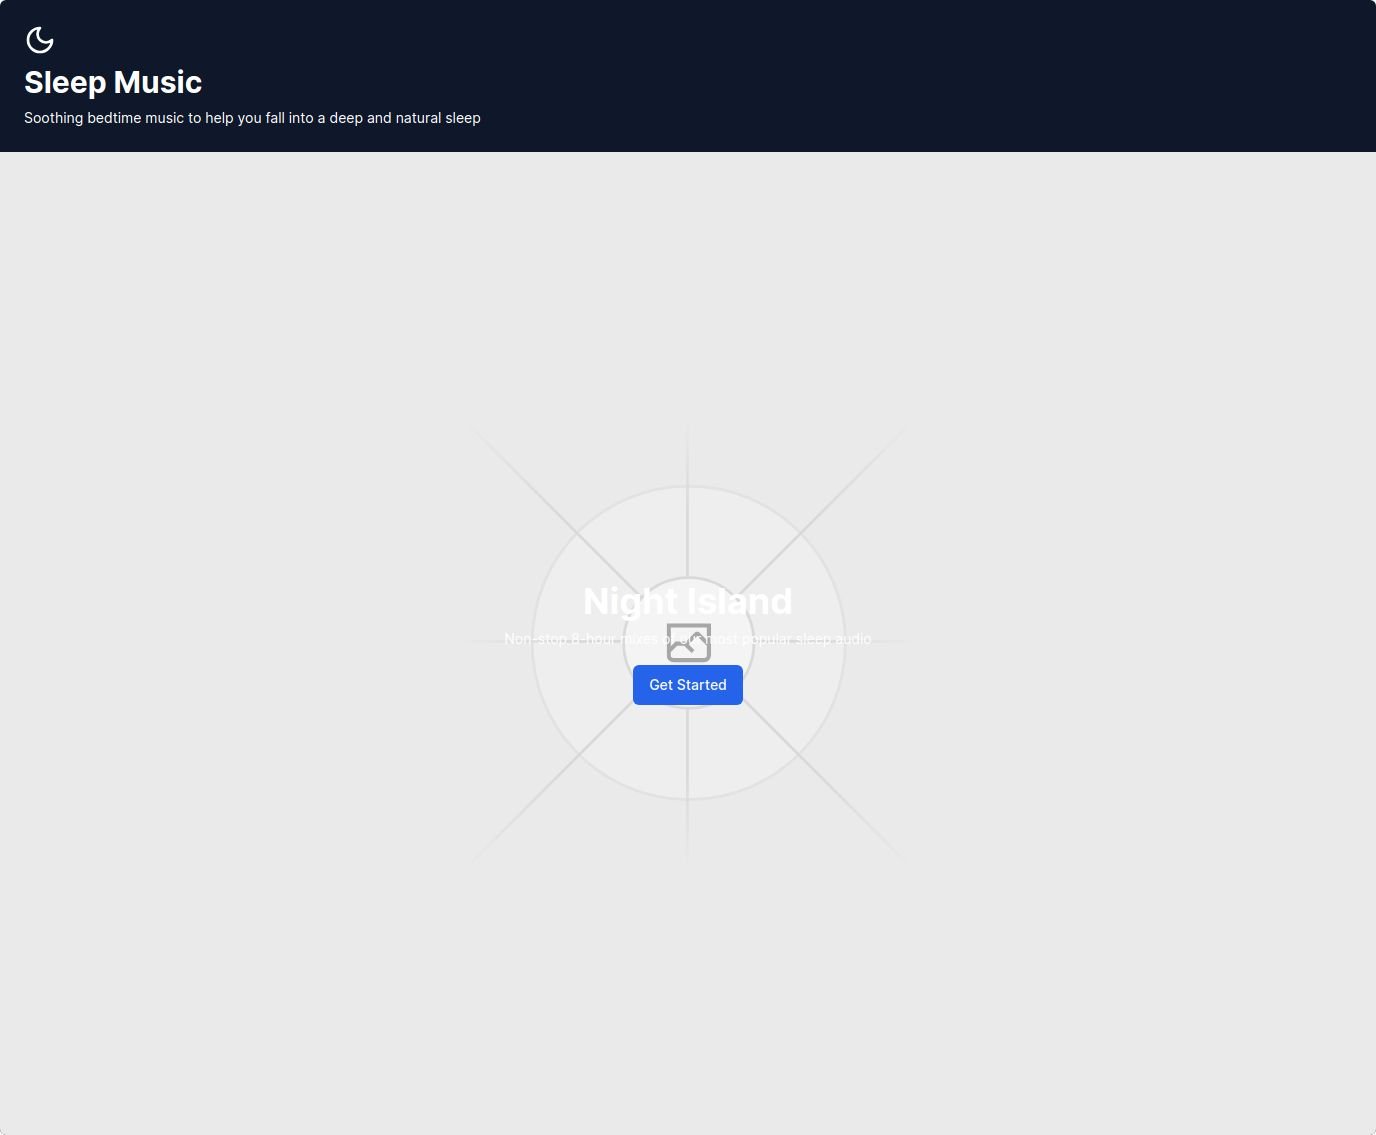 Sleep Music
Soothing bedtime music to help you fall into a deep and natural sleep
Night Island
Non-stop 8-hour mixes of our most popular sleep audio
Get Started